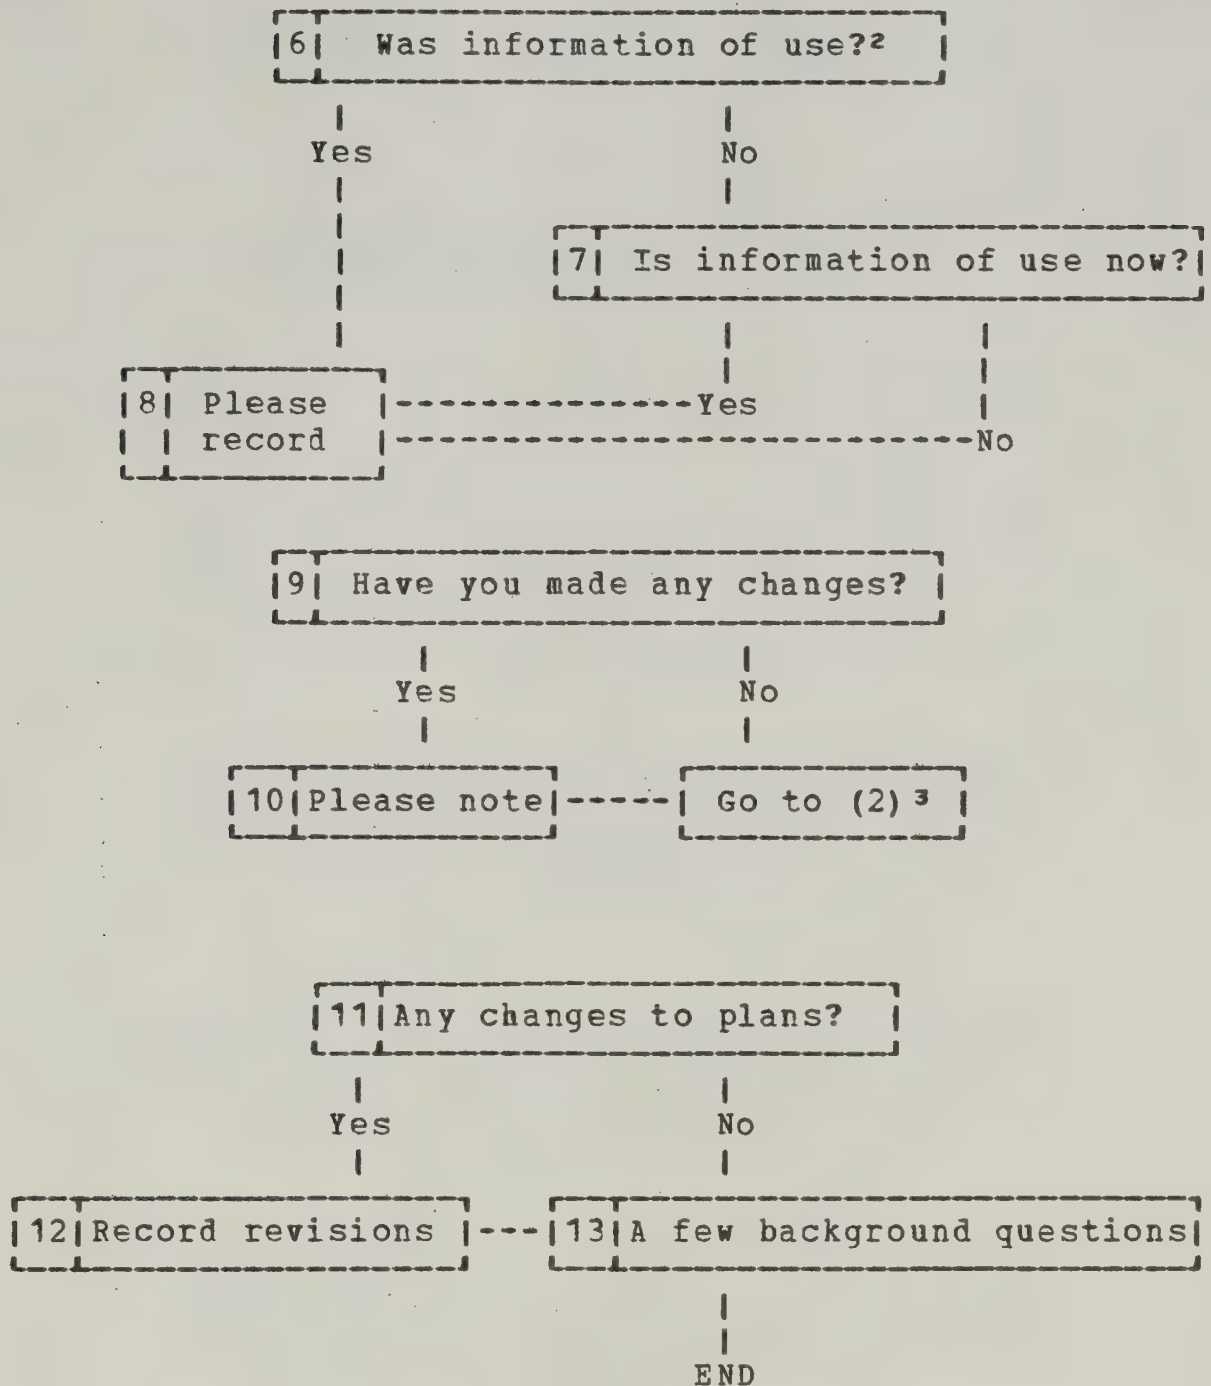 6 Was information of use?²
Yes No
7 Is information of use now?
8 Please Yes
record No
9 Have you made any changes?
Yes No
10 Please note Go to (2)³
11 Any changes to plans?
Yes No
12 Record revisions 13 A few background questions
END